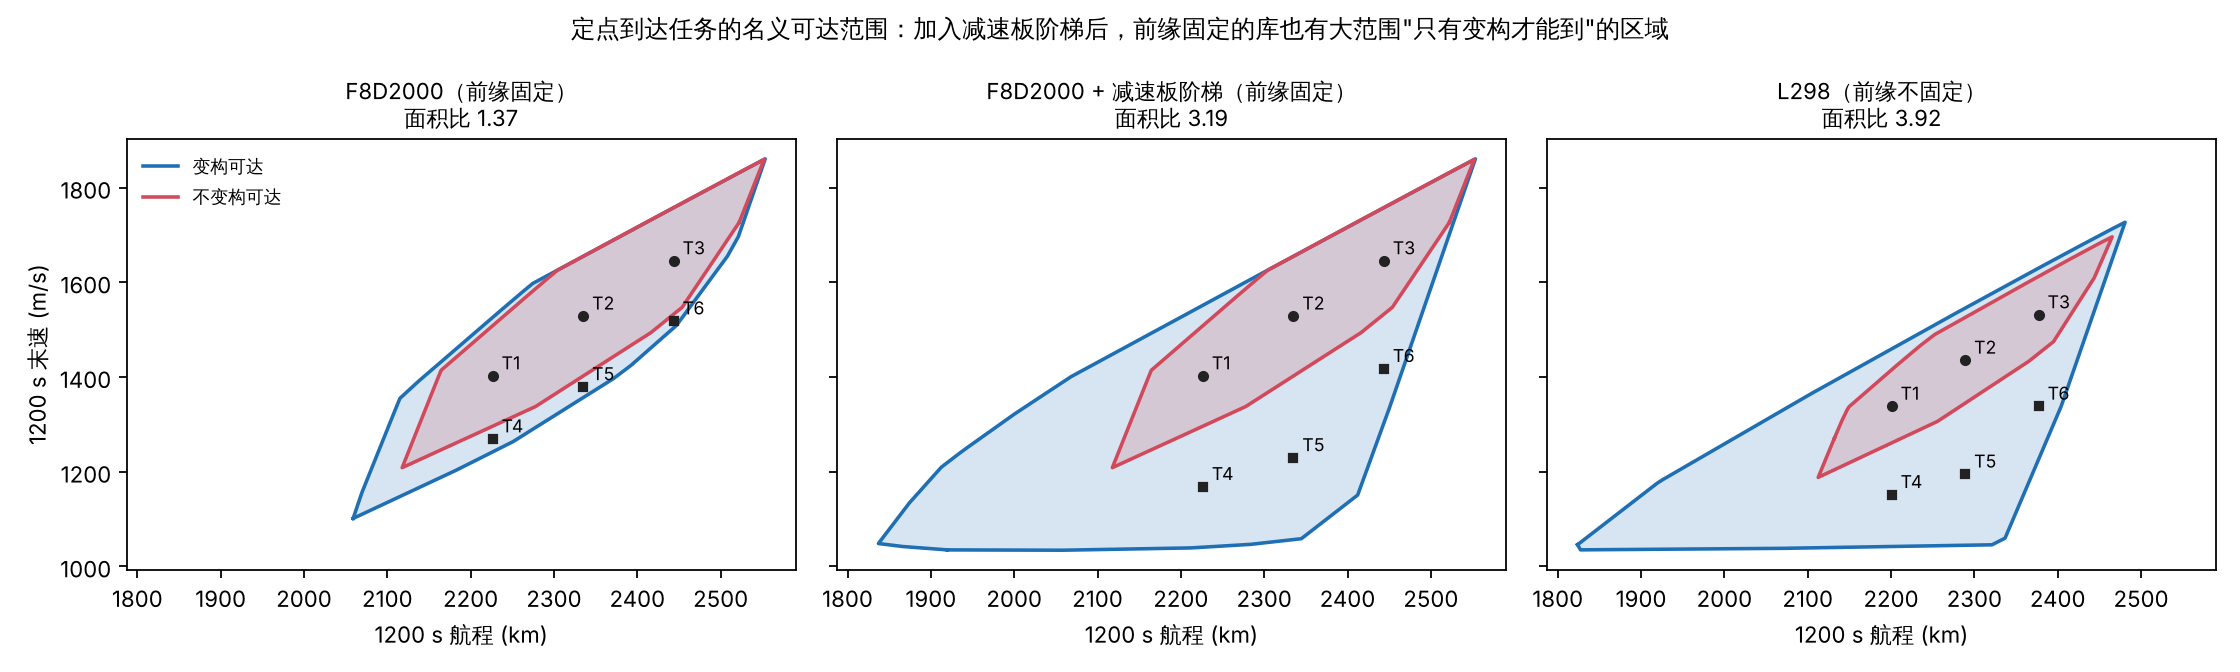 定点到达任务的名义可达范围：加入减速板阶梯后，前缘固定的库也有大范围"只有变构才能到"的区域
F8D2000（前缘固定）
面积比 1.37
变构可达
不变构可达
T1
T2
T3
T4
T5
T6
1800
1600
1400
1200
1000
1200 s 末速 (m/s)
1800 1900 2000 2100 2200 2300 2400 2500
1200 s 航程 (km)
F8D2000 + 减速板阶梯（前缘固定）
面积比 3.19
T1
T2
T3
T4
T5
T6
1800 1900 2000 2100 2200 2300 2400 2500
1200 s 航程 (km)
L298（前缘不固定）
面积比 3.92
T1
T2
T3
T4
T5
T6
1800 1900 2000 2100 2200 2300 2400 2500
1200 s 航程 (km)